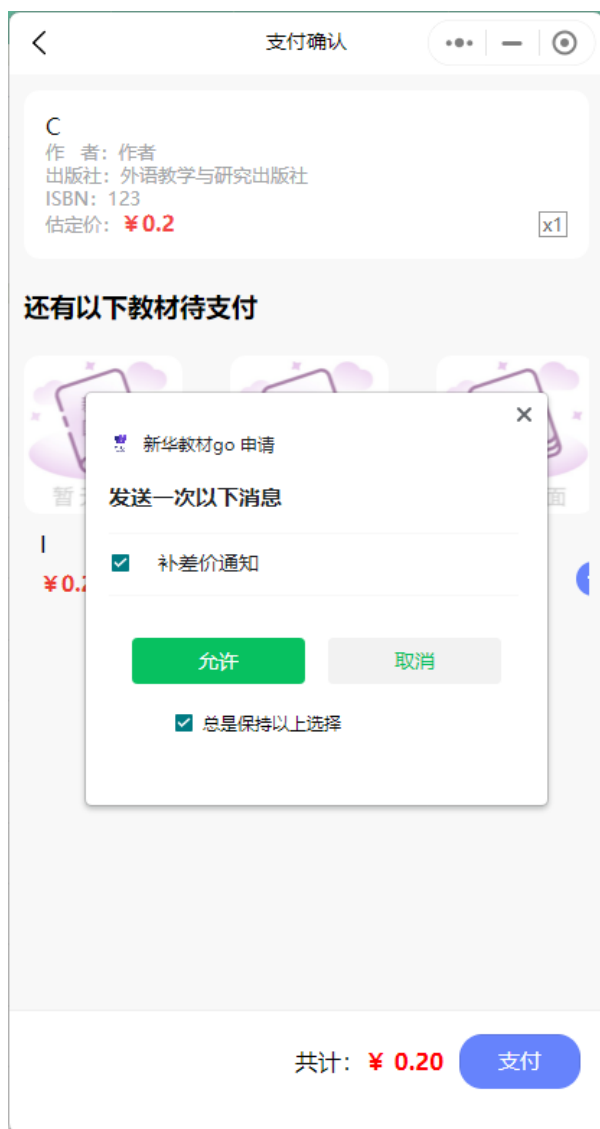 支付确认
C
作 者：作者
出版社：外语教学与研究出版社
ISBN：123
估定价：￥0.2
x1
还有以下教材待支付
新华教材go 申请
发送一次以下消息
补差价通知
允许
取消
总是保持以上选择
暂
面
I
￥0.2
共计：￥ 0.20
支付